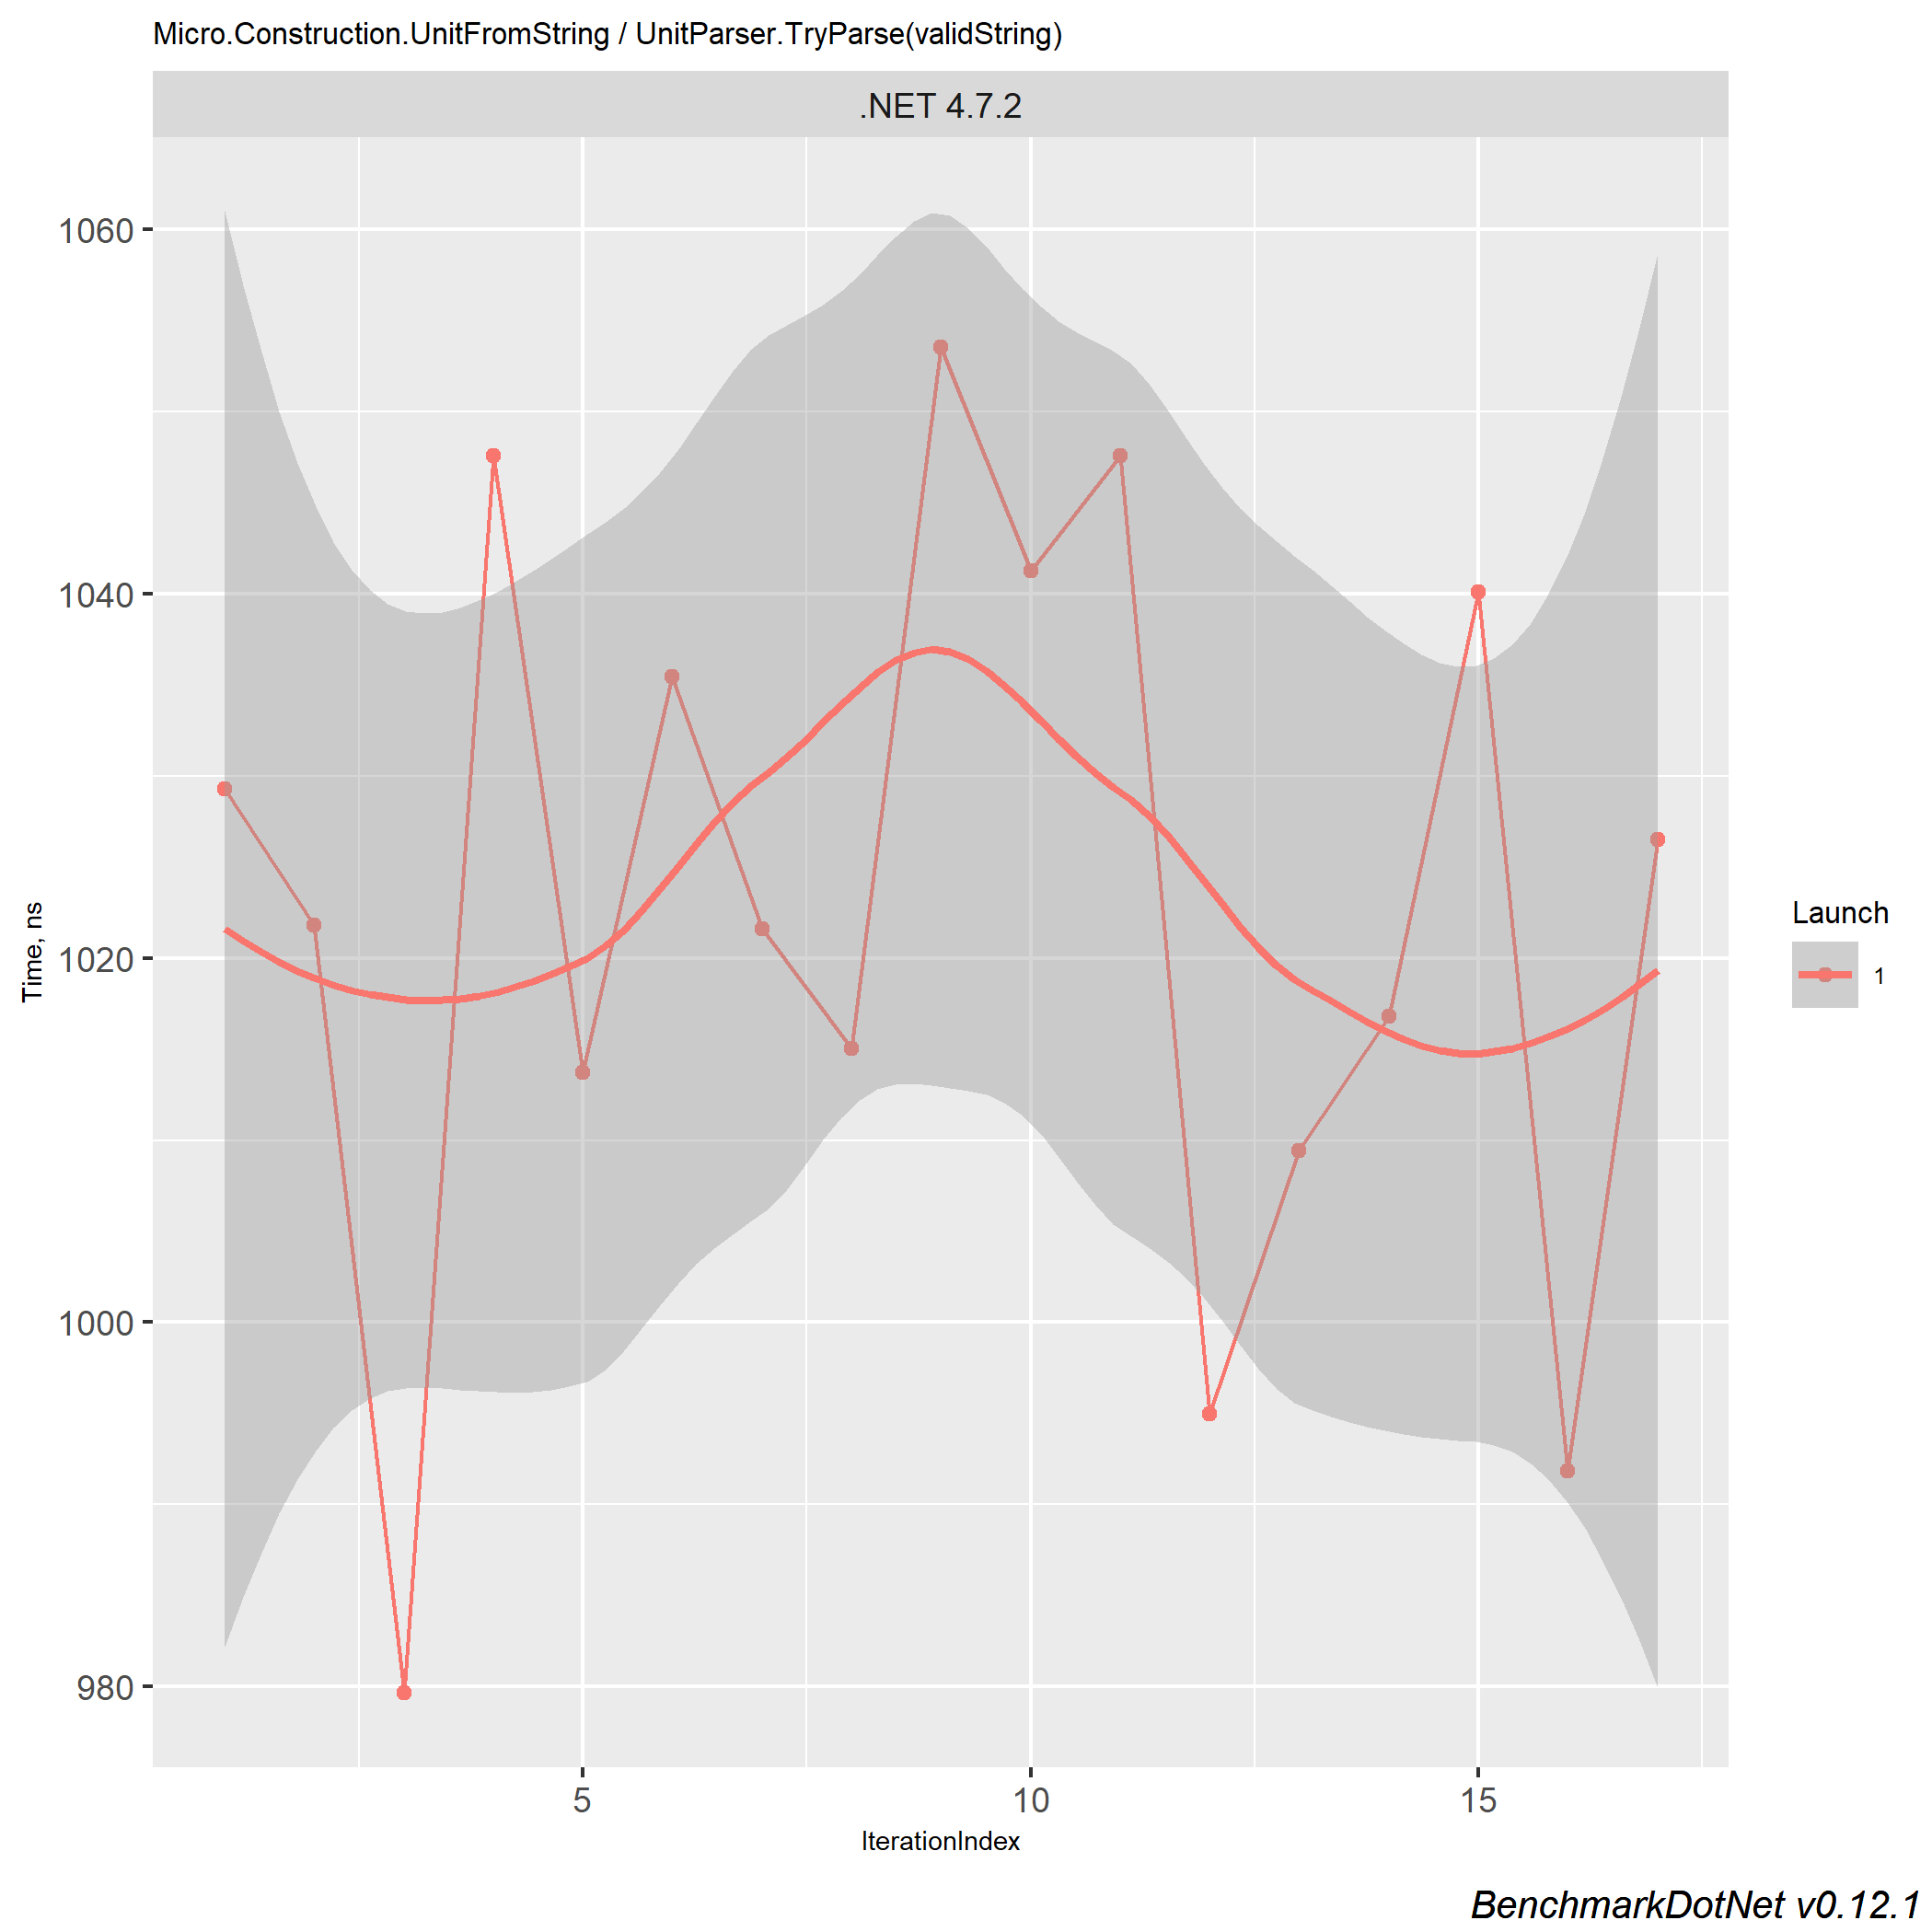 Micro.Construction.UnitFromString / UnitParser.TryParse(validString)
.NET 4.7.2
1060
1040
1020
1000
980
Time, ns
5 10 15
IterationIndex
Launch
1
BenchmarkDotNet v0.12.1